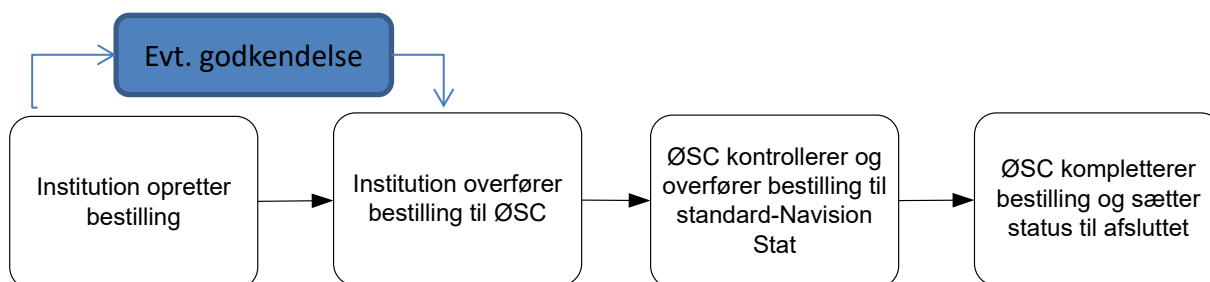 Evt. godkendelse
Institution opretter
bestilling
Institution overfører
bestilling til ØSC
ØSC kontrollerer og
overfører bestilling til
standard-Navision
Stat
ØSC kompletterer
bestilling og sætter
status til afsluttet